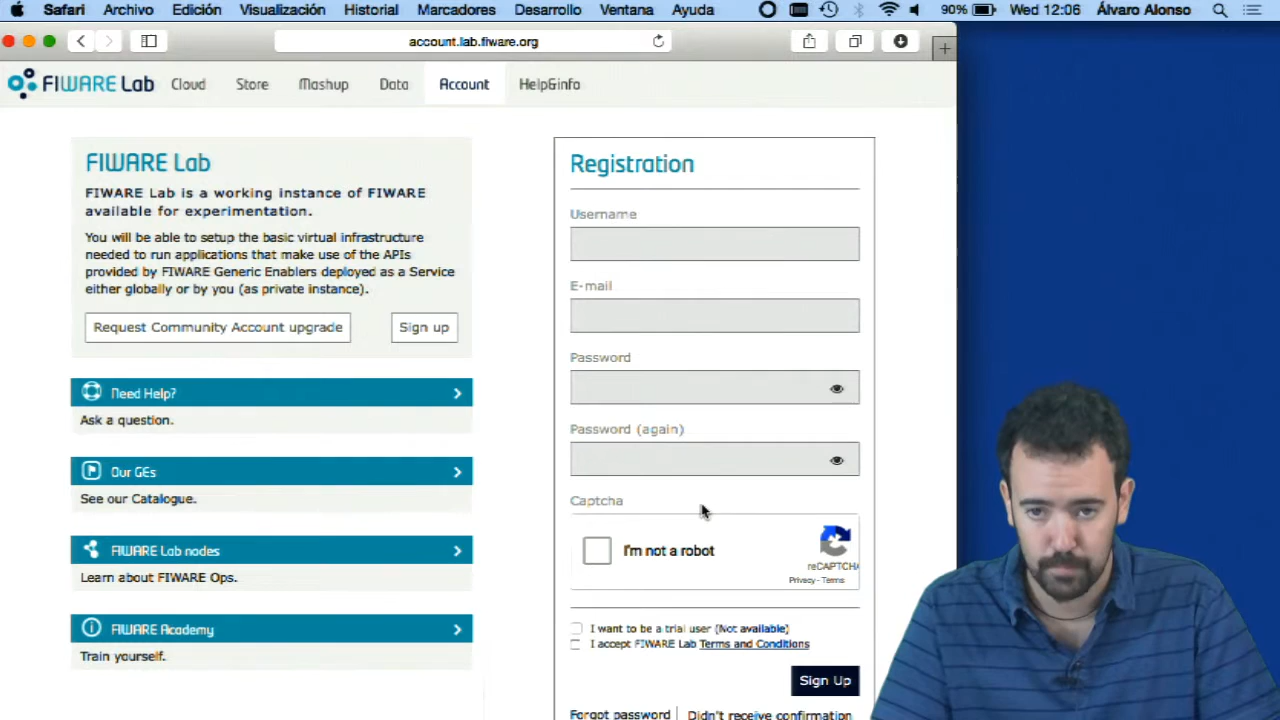 Safari Archivo Edición Visualización Historial Marcadores Desarrollo Ventana Ayuda 90% Wed 12:06 Álvaro Alonso
account.lab.fiware.org
FIWARE Lab Cloud Store Mashup Data Account Help&info
FIWARE Lab
FIWARE Lab is a working instance of FIWARE
available for experimentation.
You will be able to setup the basic virtual infrastructure
needed to run applications that make use of the APIs
provided by FIWARE Generic Enablers deployed as a Service
either globally or by you (as private instance).
Request Community Account upgrade Sign up
Need Help?
Ask a question.
Our GEs
See our Catalogue.
FIWARE Lab nodes
Learn about FIWARE Ops.
FIWARE Academy
Train yourself.
Registration
Username
E-mail
Password
Password (again)
Captcha
I'm not a robot
reCAPTCHA
Privacy - Terms
I want to be a trial user (Not available)
I accept FIWARE Lab Terms and Conditions
Sign Up
Forgot password Didn't receive confirmation